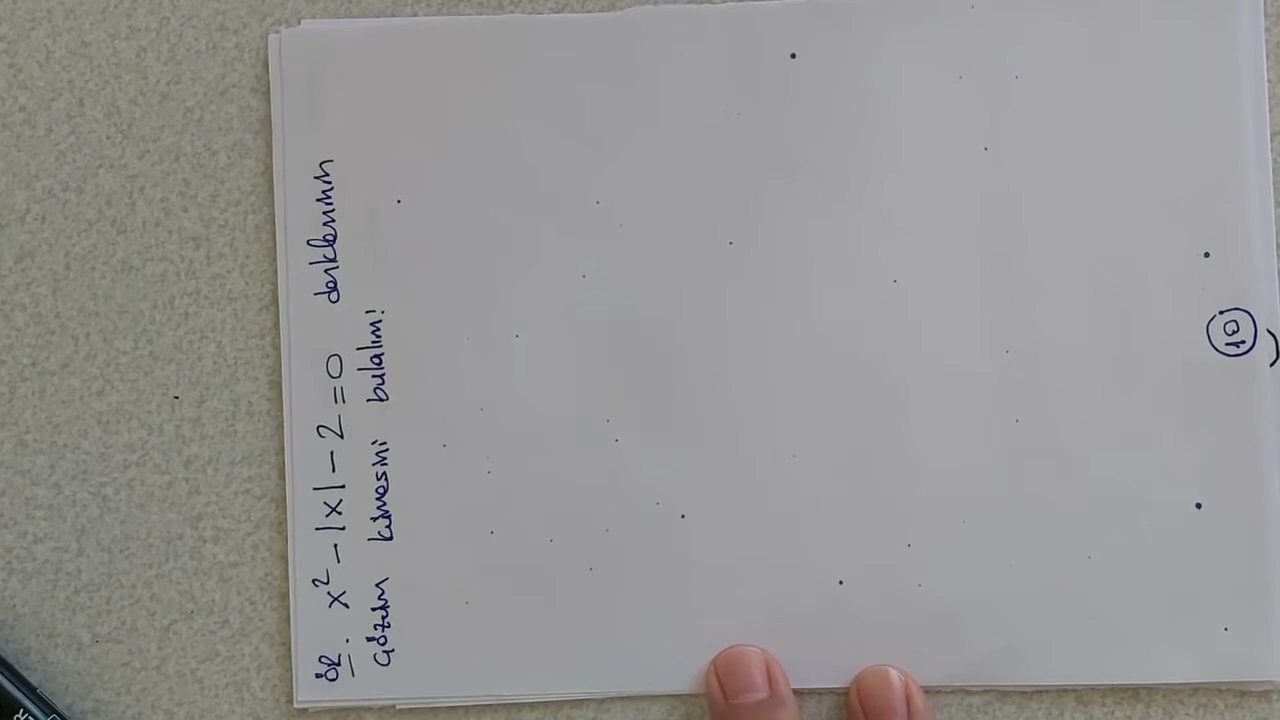 ÖR. x² - |x| - 2 = 0 denkleminin
Çözüm kümesini bulalım!
10